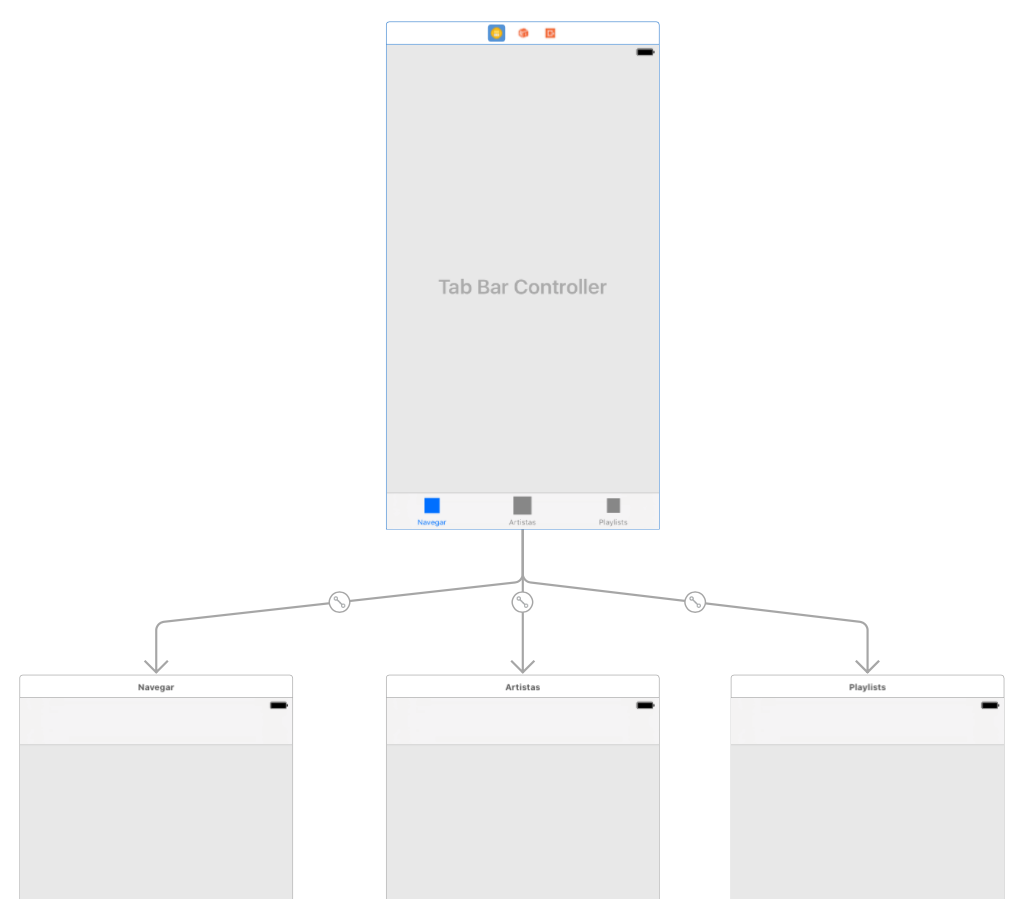 Tab Bar Controller
Navegar
Artistas
Playlists
Navegar
Artistas
Playlists